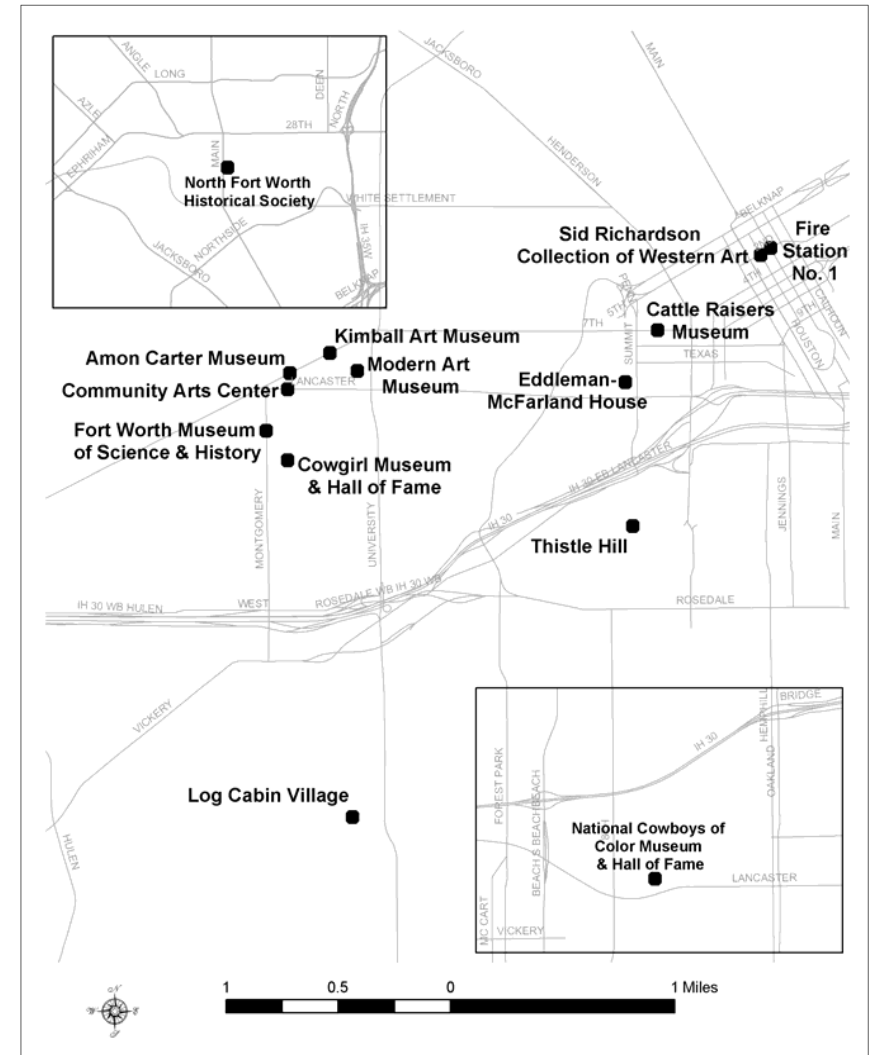 JACKSBORO
MAIN
ANGLE
LONG
DEEN
AZLE
NORTH
28TH
EPHRIHAM
MAIN
HENDERSON
North Fort Worth
Historical Society
WHITE SETTLEMENT
BELKNAP
NORTHSIDE
IH 35W
JACKSBORO
BELKNAP
Sid Richardson
Collection of Western Art
Fire
Station
No. 1
2ND
4TH
5TH
9TH
CALHOUN
HOUSTON
Cattle Raisers
Museum
7TH
SUMMIT
TEXAS
Kimball Art Museum
Amon Carter Museum
Modern Art
Museum
LANCASTER
Community Arts Center
Eddleman-
McFarland House
Fort Worth Museum
of Science & History
Cowgirl Museum
& Hall of Fame
IH 30 EB LANCASTER
IH 30
MONTGOMERY
UNIVERSITY
JENNINGS
MAIN
Thistle Hill
IH 30 WB HULEN
WEST
ROSEDALE WB IH 30 WB
ROSEDALE
VICKERY
Log Cabin Village
HULEN
BRIDGE
HEMPHILL
OAKLAND
IH 30
FOREST PARK
BEACH S BEACHBEACH
8TH
National Cowboys of
Color Museum
& Hall of Fame
LANCASTER
MC CART
VICKERY
N
W
S
1 0.5 0 1 Miles